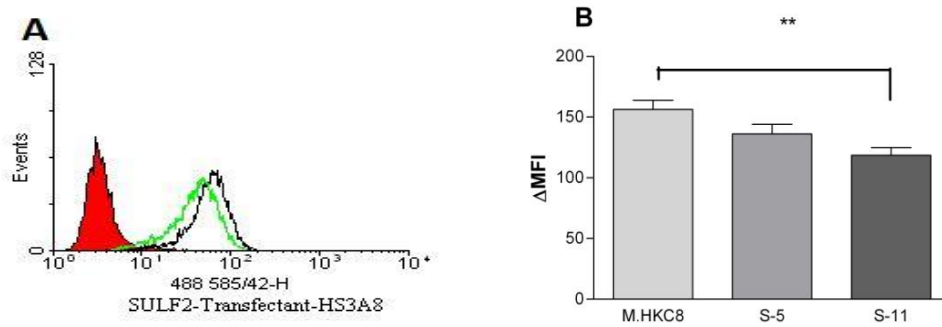 A
128
Events
0
10⁰ 10¹ 10² 10³ 10⁴
488 585/42-H
SULF2-Transfectant-HS3A8
B
**
200
150
ΔMFI
100
50
0
M.HKC8 S-5 S-11